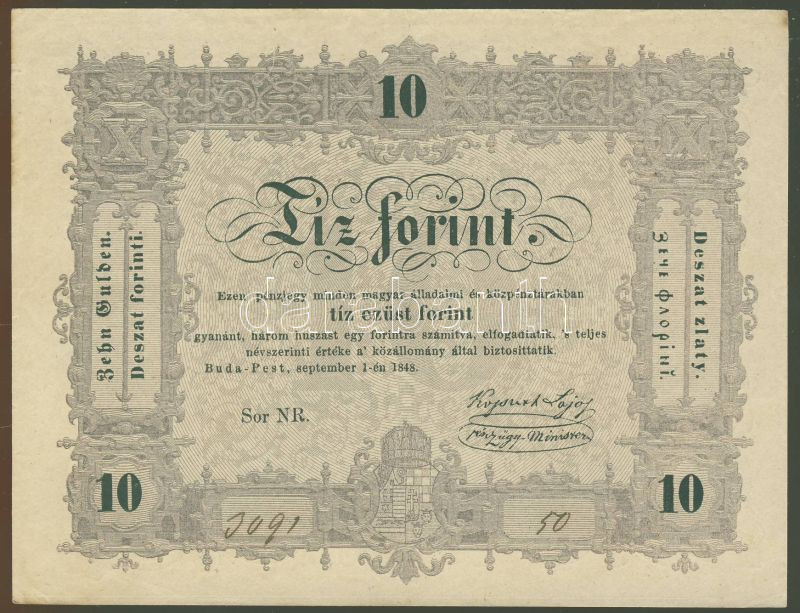 10
Tíz forint.
Ezen pénzjegy minden magyar álladalmi és közpénztárakban
tíz ezüst forint
gyanánt, három huszast egy forintra számítva, elfogadtatik, 's teljes
névszerinti értéke a' közállomány által biztosittatik.
Buda-Pest, september 1-én 1848.
Sor NR.
Kossuth Lajos
pénzügy-Minister
Zehn Gulden.
Deszat forinti.
Deszat zlaty.
10
10
3091
50
darabanth